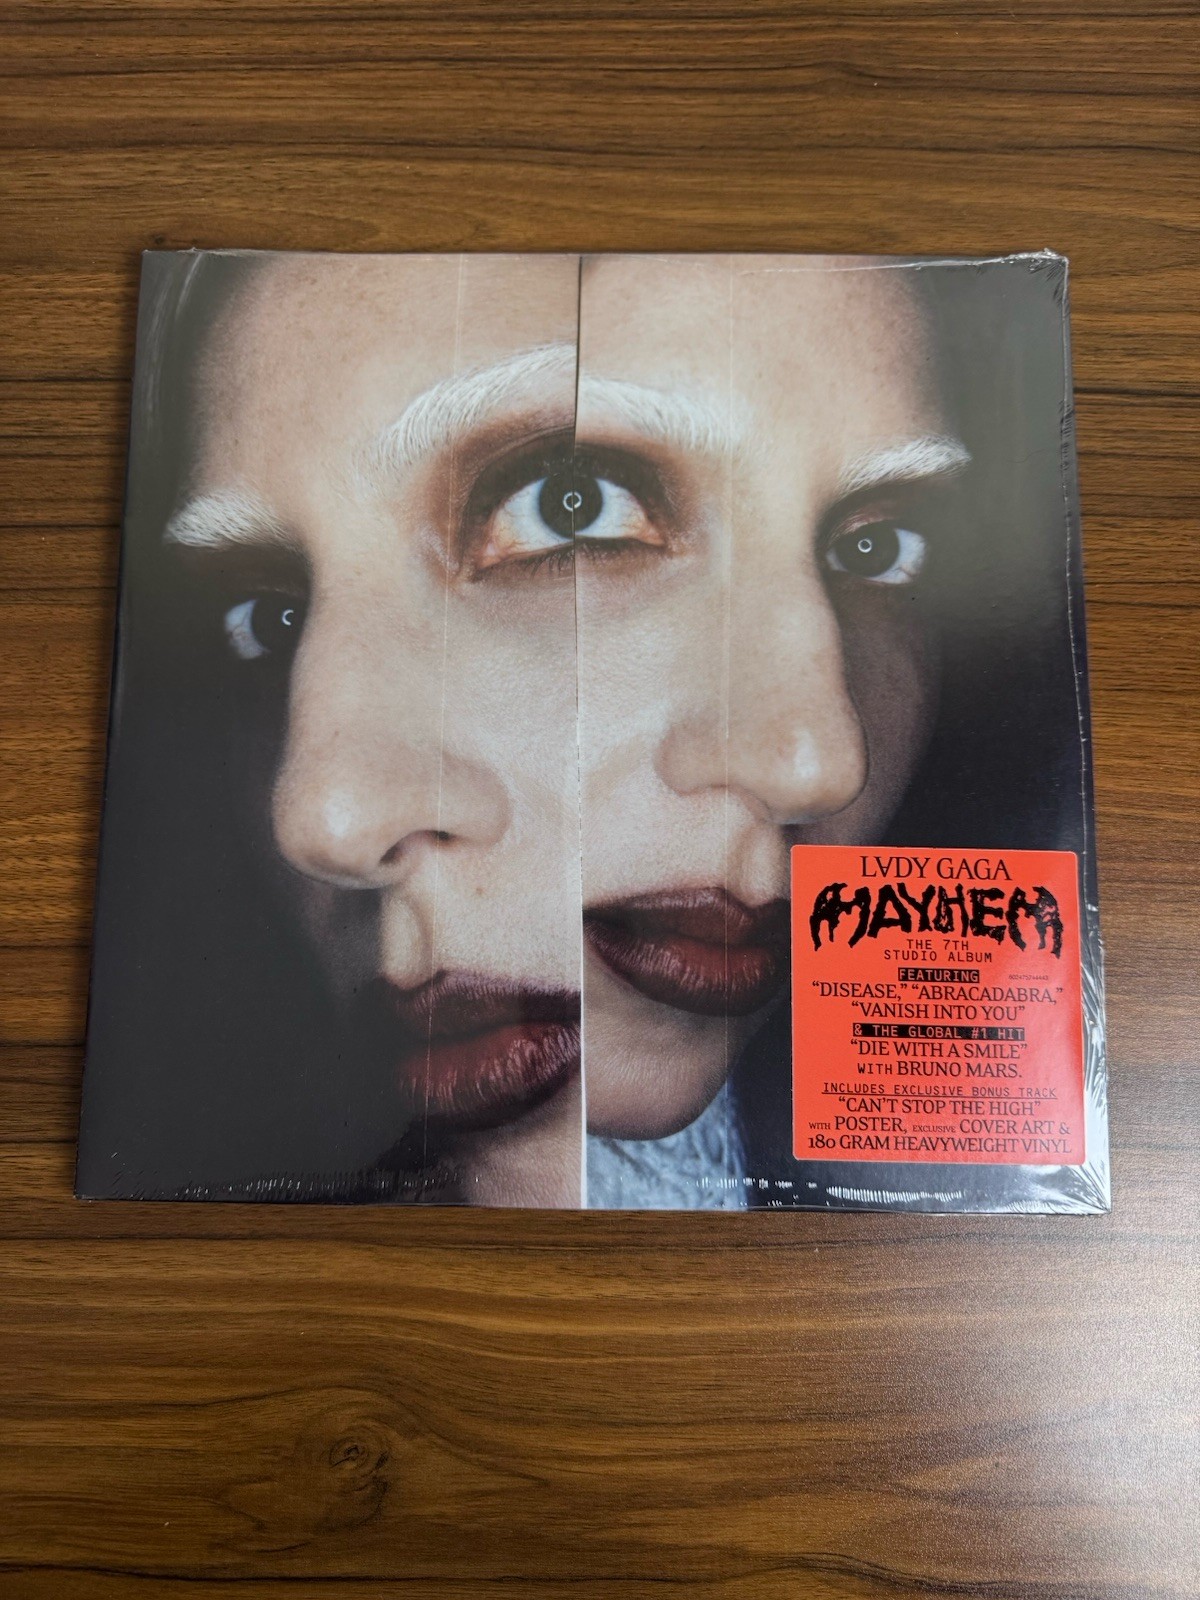 LVDY GAGA
MAYHEM
THE 7TH
STUDIO ALBUM
FEATURING
“DISEASE,” “ABRACADABRA,”
“VANISH INTO YOU”
& THE GLOBAL #1 HIT
“DIE WITH A SMILE”
WITH BRUNO MARS.
INCLUDES EXCLUSIVE BONUS TRACK
“CAN’T STOP THE HIGH”
WITH POSTER, EXCLUSIVE COVER ART &
180 GRAM HEAVYWEIGHT VINYL